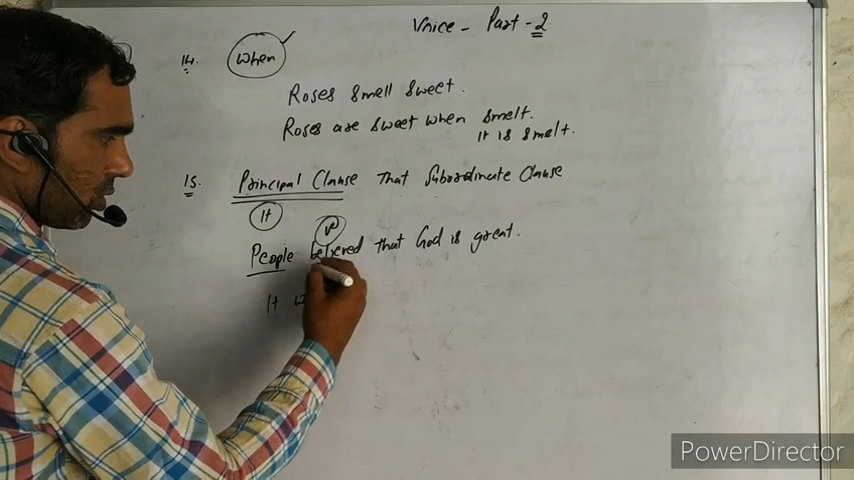 Voice - Part - 2
14. When
Roses smell sweet.
Roses are sweet when smelt.
it is smelt.
15. Principal Clause That Subordinate Clause
It
People believed that God is great.
It
PowerDirector